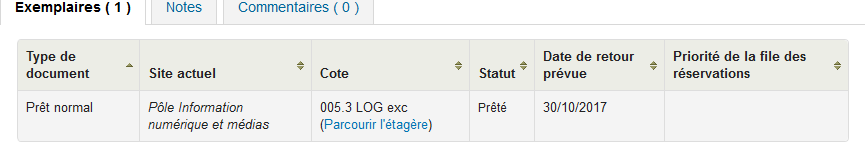 Exemplaires ( 1 ) Notes Commentaires ( 0 )
Type de document Site actuel Cote Statut Date de retour prévue Priorité de la file des réservations
Prêt normal Pôle Information numérique et médias 005.3 LOG exc (Parcourir l'étagère) Prêté 30/10/2017